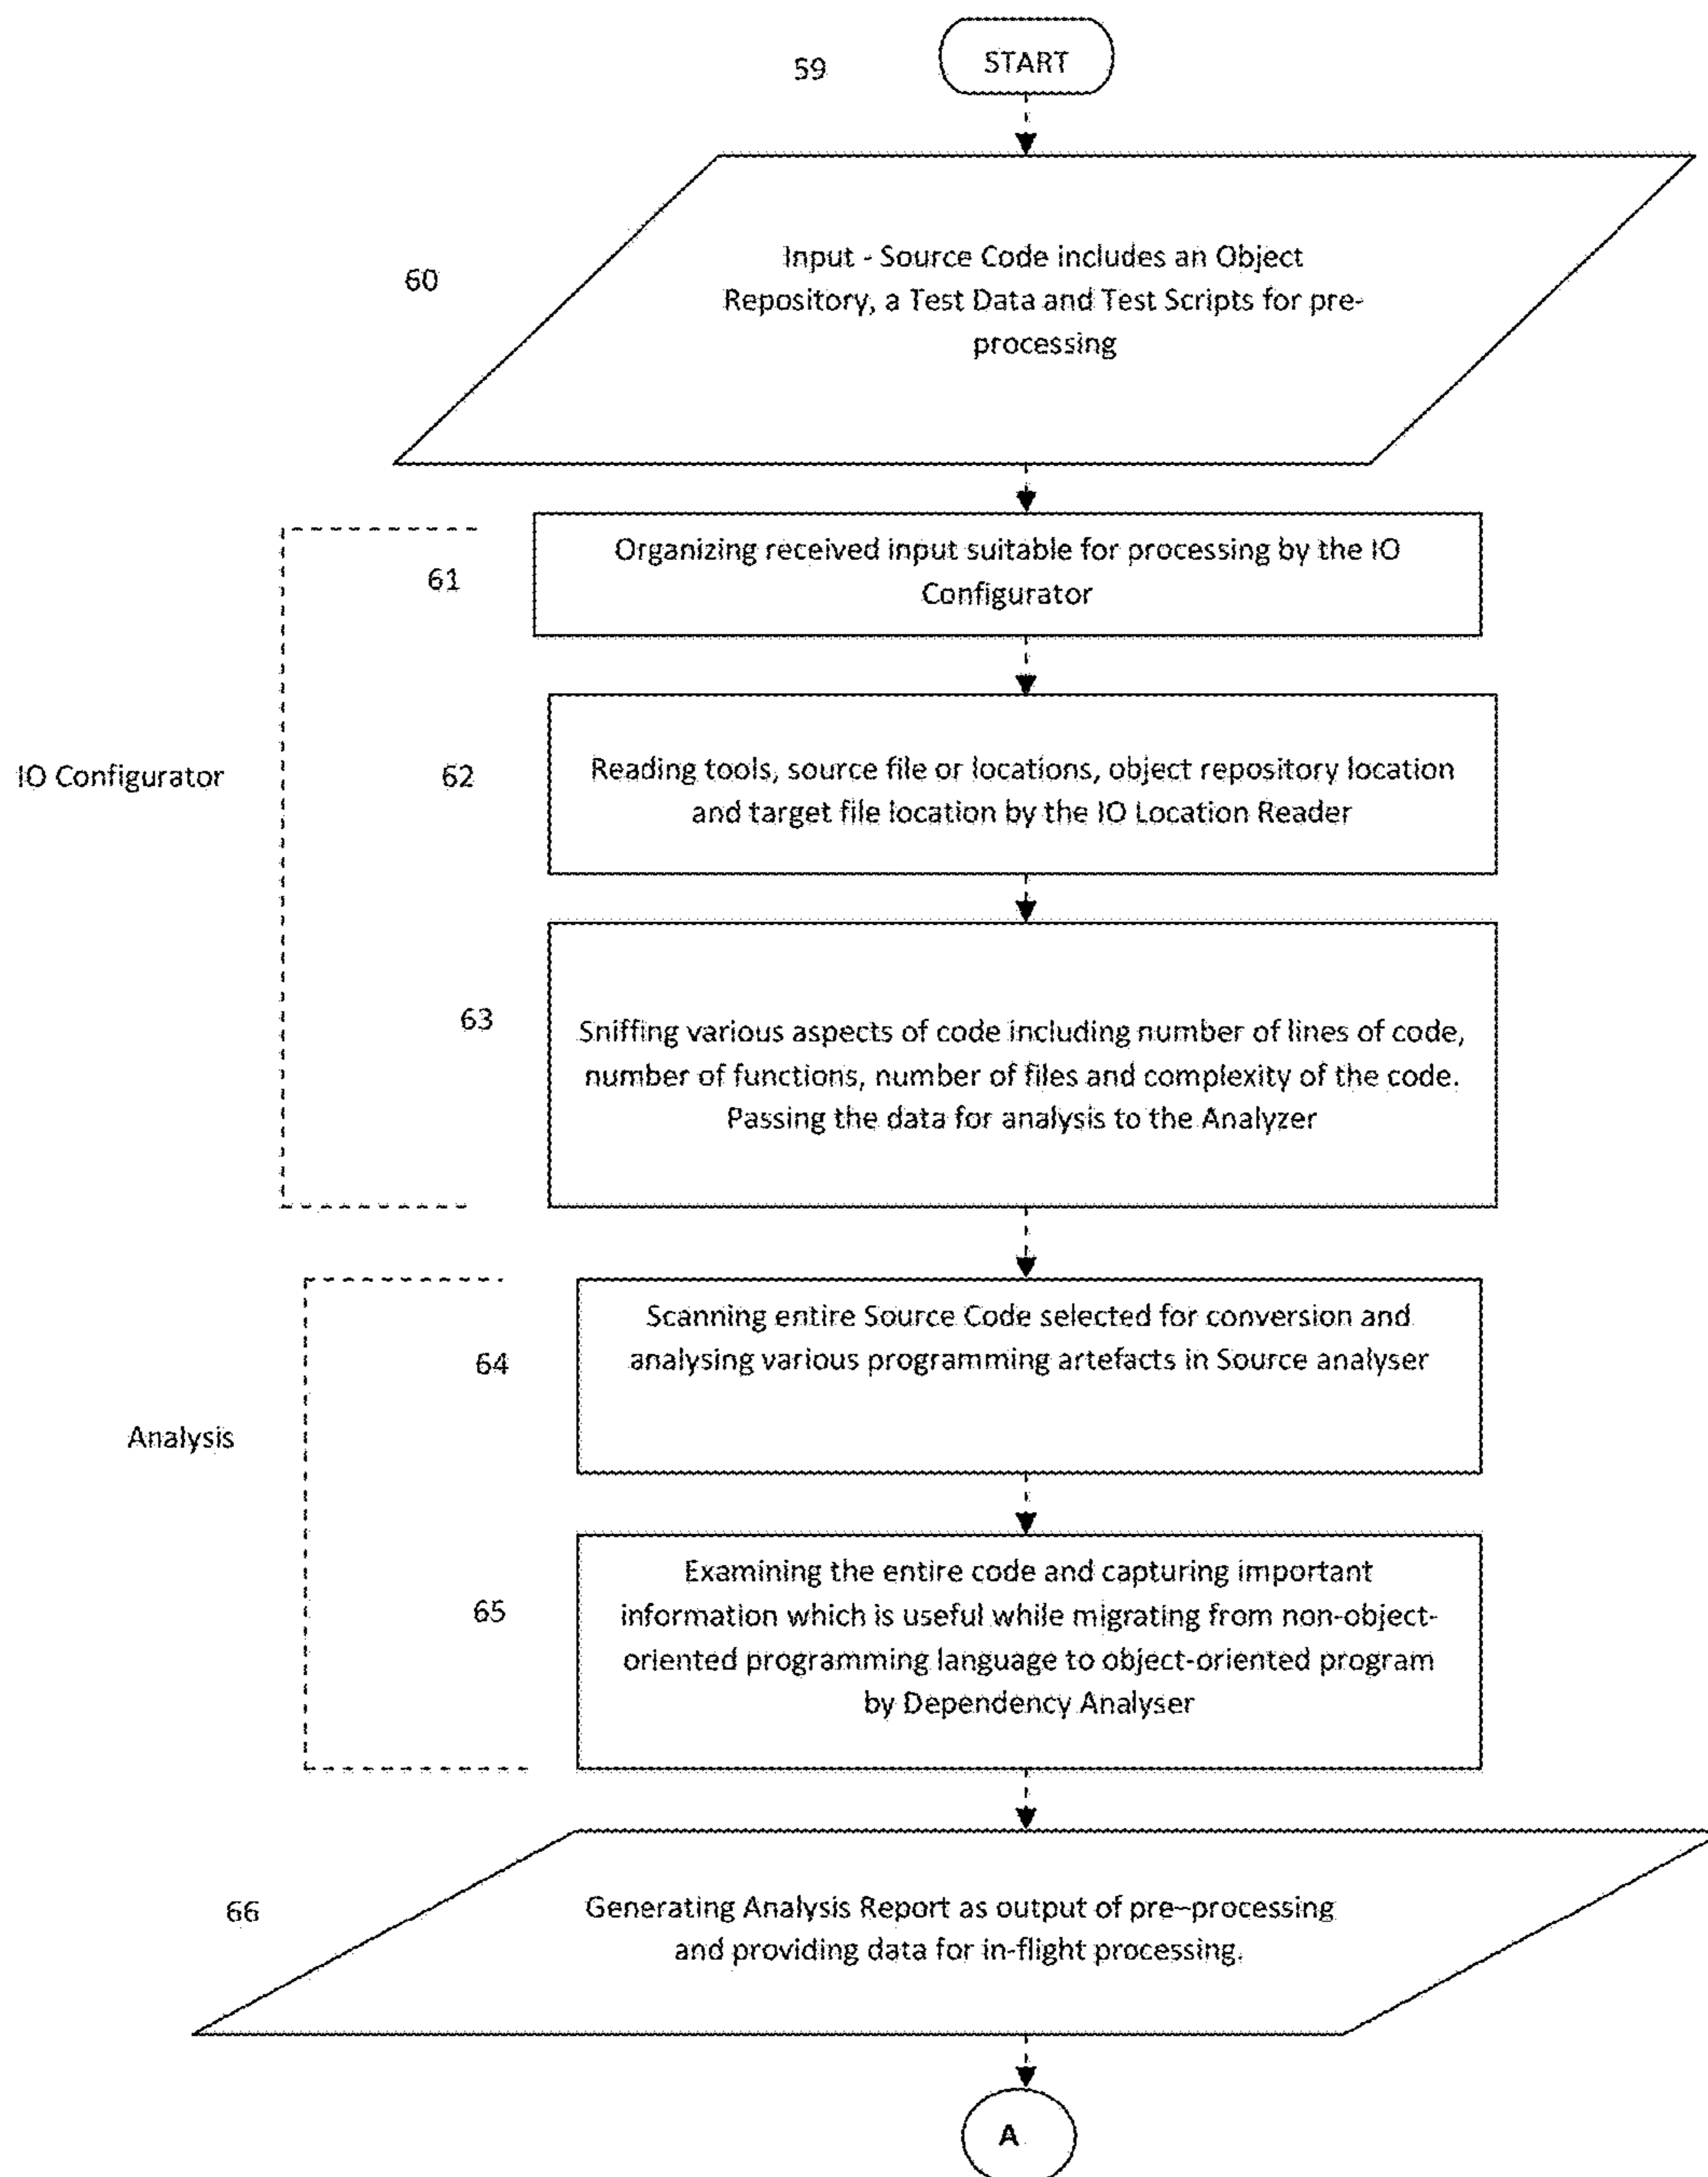 59
START
60
Input - Source Code includes an Object
Repository, a Test Data and Test Scripts for pre-
processing
61
Organizing received input suitable for processing by the IO
Configurator
IO Configurator
62
Reading tools, source file or locations, object repository location
and target file location by the IO Location Reader
63
Sniffing various aspects of code including number of lines of code,
number of functions, number of files and complexity of the code.
Passing the data for analysis to the Analyzer
64
Scanning entire Source Code selected for conversion and
analysing various programming artefacts in Source analyser
Analysis
65
Examining the entire code and capturing important
information which is useful while migrating from non-object-
oriented programming language to object-oriented program
by Dependency Analyser
66
Generating Analysis Report as output of pre–processing
and providing data for in-flight processing.
A